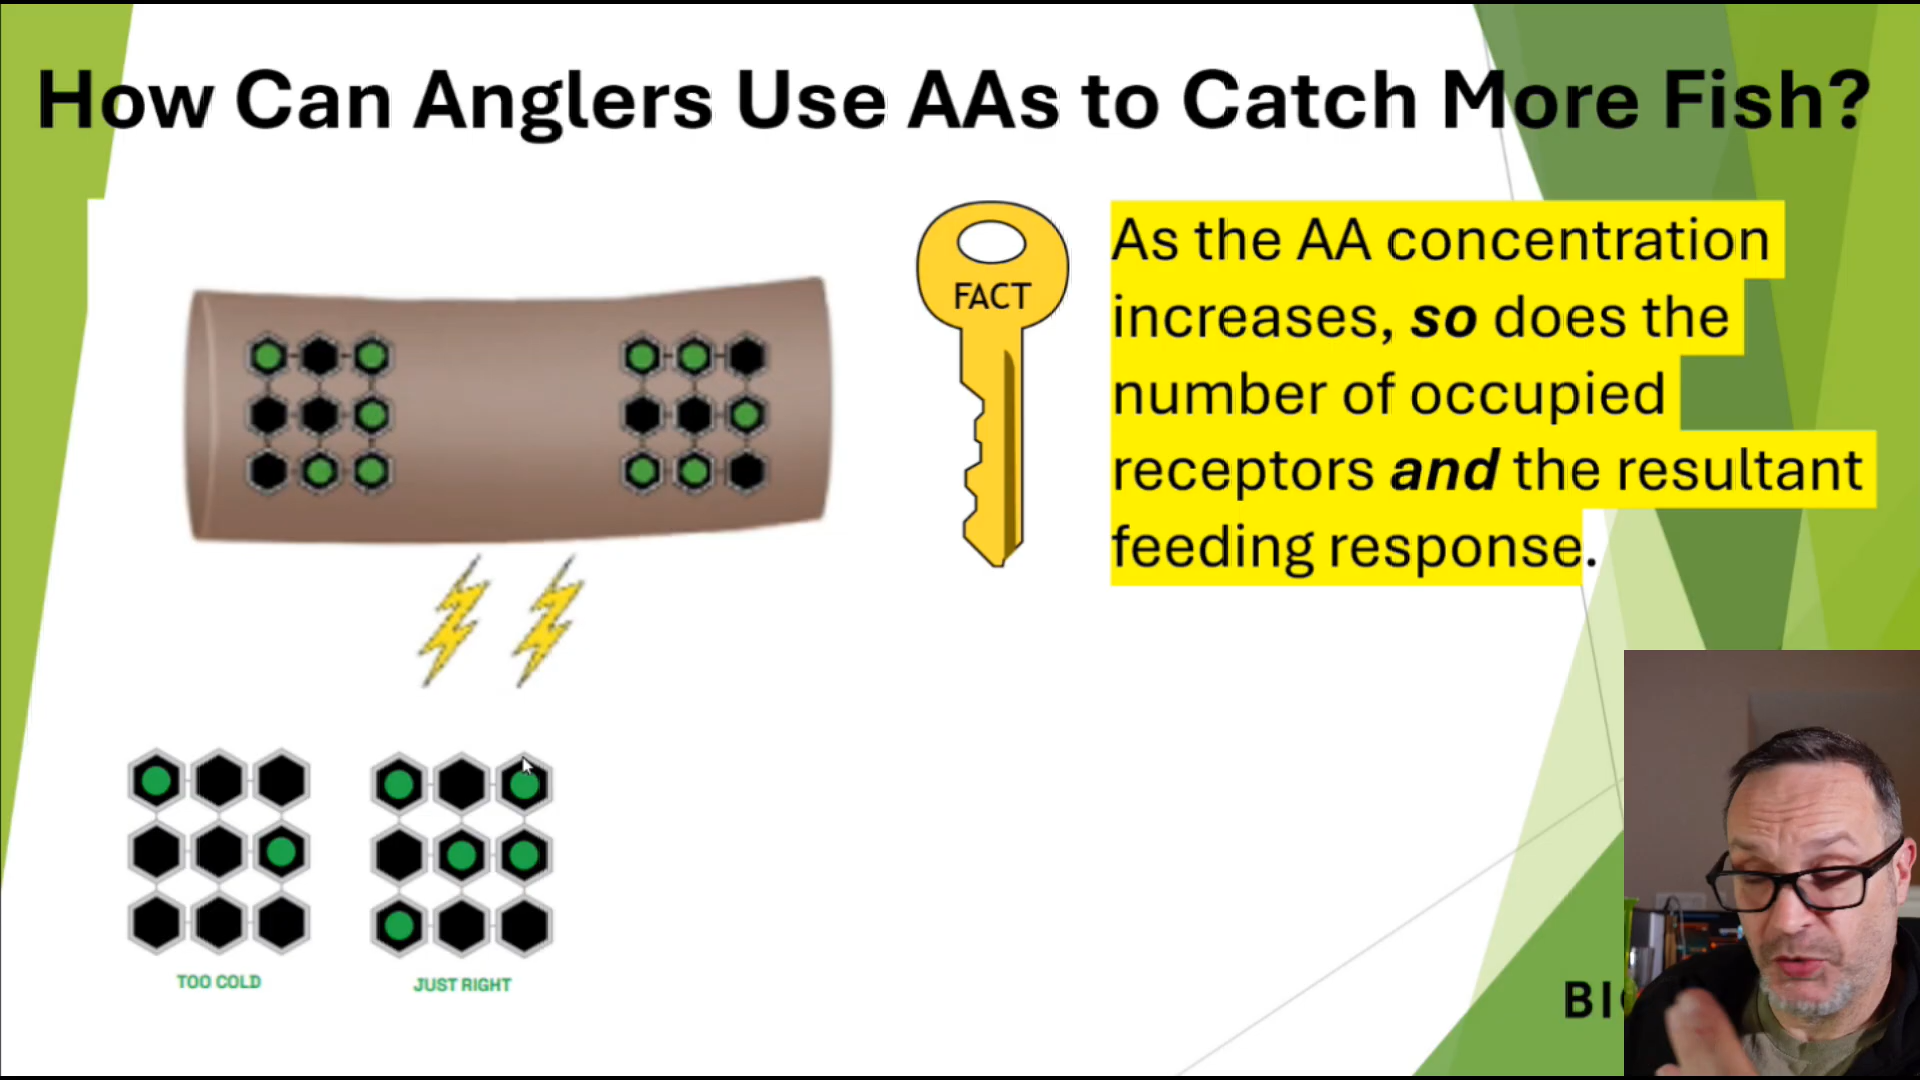 How Can Anglers Use AAs to Catch More Fish?
FACT
As the AA concentration
increases, so does the
number of occupied
receptors and the resultant
feeding response.
TOO COLD
JUST RIGHT